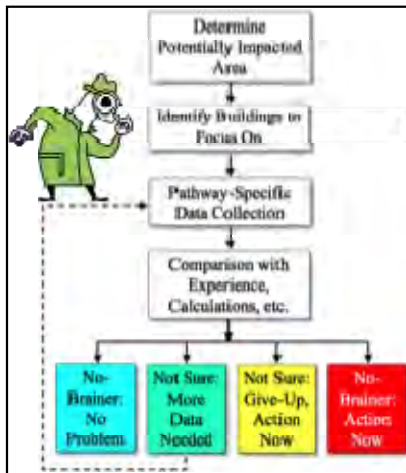 Determine
Potentially Impacted
Area
Identify Buildings to
Focus On
Pathway-Specific
Data Collection
Comparison with
Experience,
Calculations, etc.
No-
Brainer:
No
Problem
Not Sure:
More
Data
Needed
Not Sure:
Give-Up,
Action
Now
No-
Brainer:
Action
Now